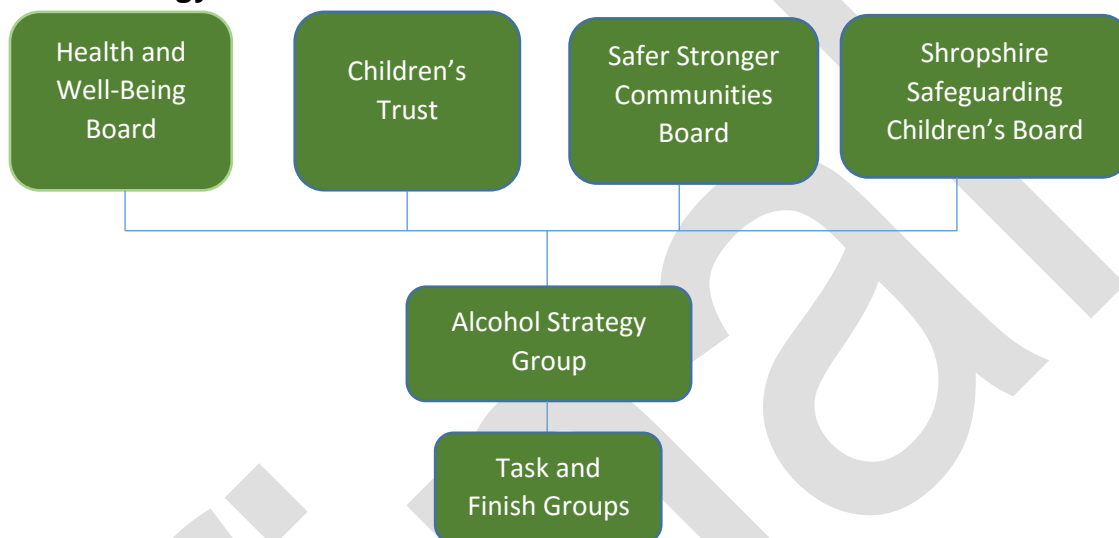 Health and
Well-Being
Board
Children’s
Trust
Safer Stronger
Communities
Board
Shropshire
Safeguarding
Children’s Board
Alcohol Strategy
Group
Task and
Finish Groups